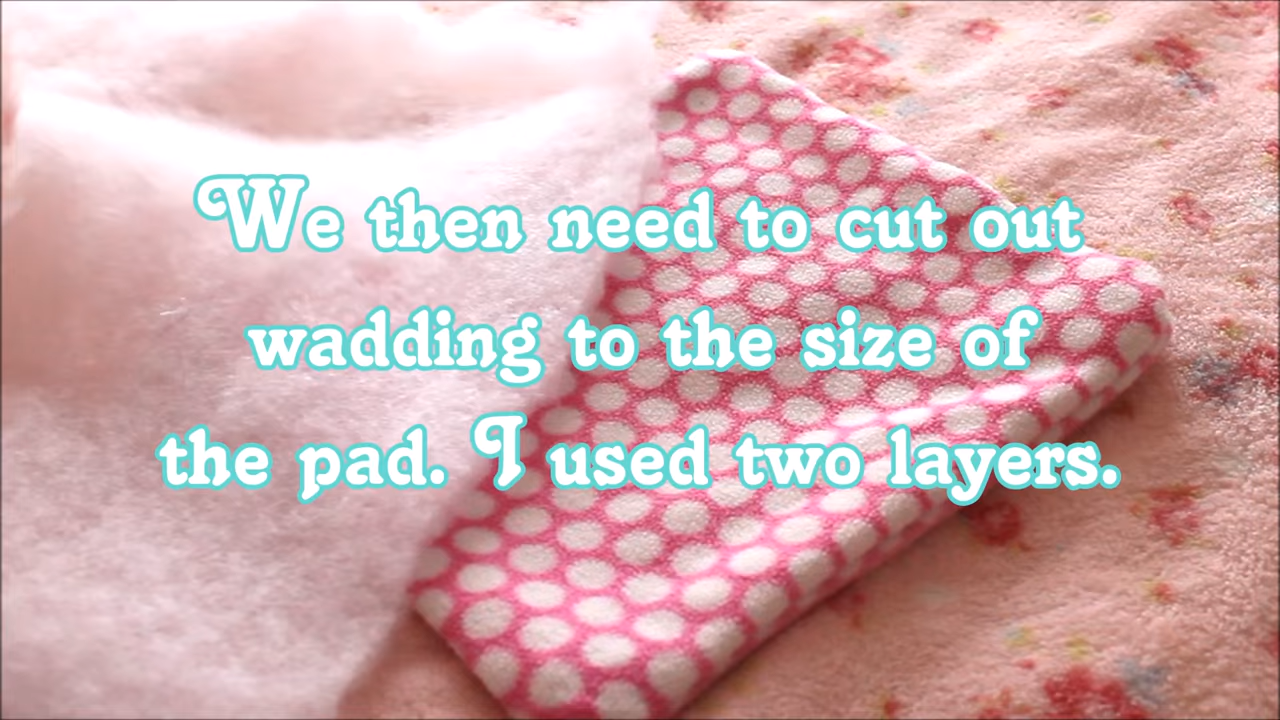 We then need to cut out
wadding to the size of
the pad. I used two layers.